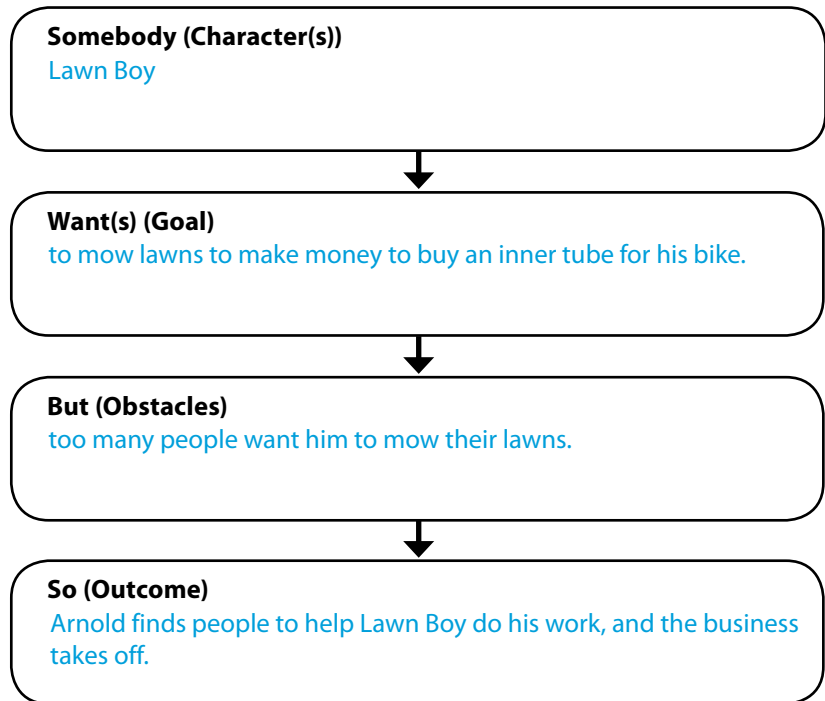 Somebody (Character(s))
Lawn Boy
Want(s) (Goal)
to mow lawns to make money to buy an inner tube for his bike.
But (Obstacles)
too many people want him to mow their lawns.
So (Outcome)
Arnold finds people to help Lawn Boy do his work, and the business
takes off.